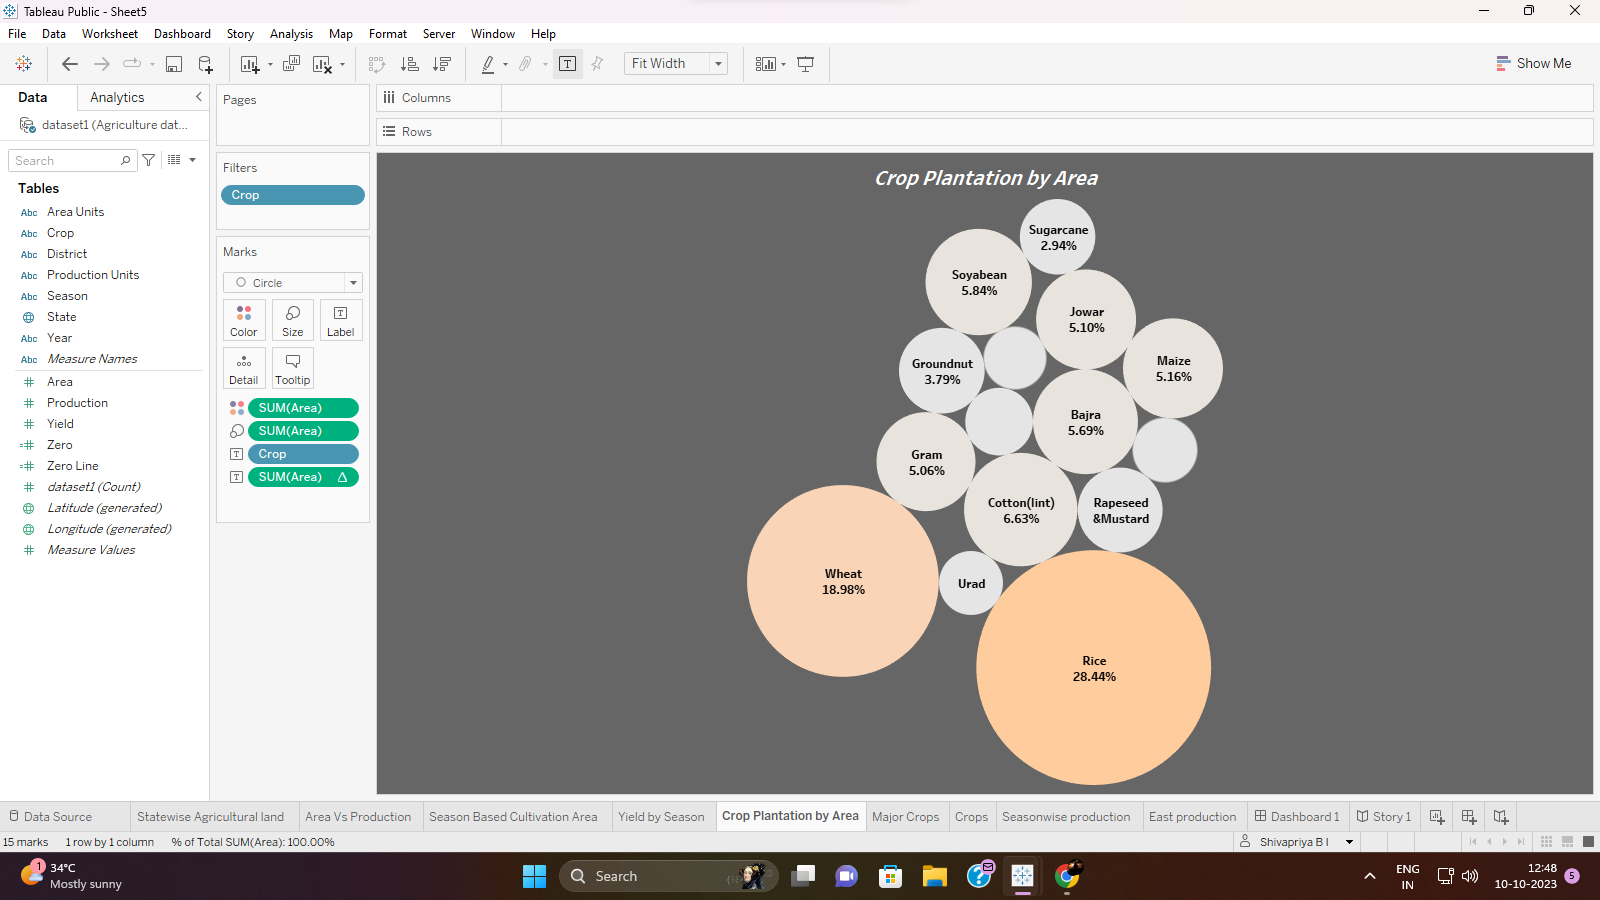 Tableau Public - Sheet5
File Data Worksheet Dashboard Story Analysis Map Format Server Window Help
Fit Width
Show Me
Data Analytics
dataset1 (Agriculture dat...
Search
Tables
Abc Area Units
Abc Crop
Abc District
Abc Production Units
Abc Season
State
Abc Year
Abc Measure Names
Area
Production
Yield
Zero
Zero Line
dataset1 (Count)
Latitude (generated)
Longitude (generated)
Measure Values
Pages
Filters
Crop
Marks
Circle
Color Size Label
Detail Tooltip
SUM(Area)
SUM(Area)
Crop
SUM(Area)
Columns
Rows
Crop Plantation by Area
Sugarcane
2.94%
Soyabean
5.84%
Jowar
5.10%
Maize
5.16%
Groundnut
3.79%
Bajra
5.69%
Gram
5.06%
Cotton(lint)
6.63%
Rapeseed
&Mustard
Wheat
18.98%
Urad
Rice
28.44%
Data Source Statewise Agricultural land Area Vs Production Season Based Cultivation Area Yield by Season Crop Plantation by Area Major Crops Crops Seasonwise production East production Dashboard 1 Story 1
15 marks 1 row by 1 column % of Total SUM(Area): 100.00% Shivapriya B I
1 34°C
Mostly sunny
Search
ENG
IN
12:48
10-10-2023
5